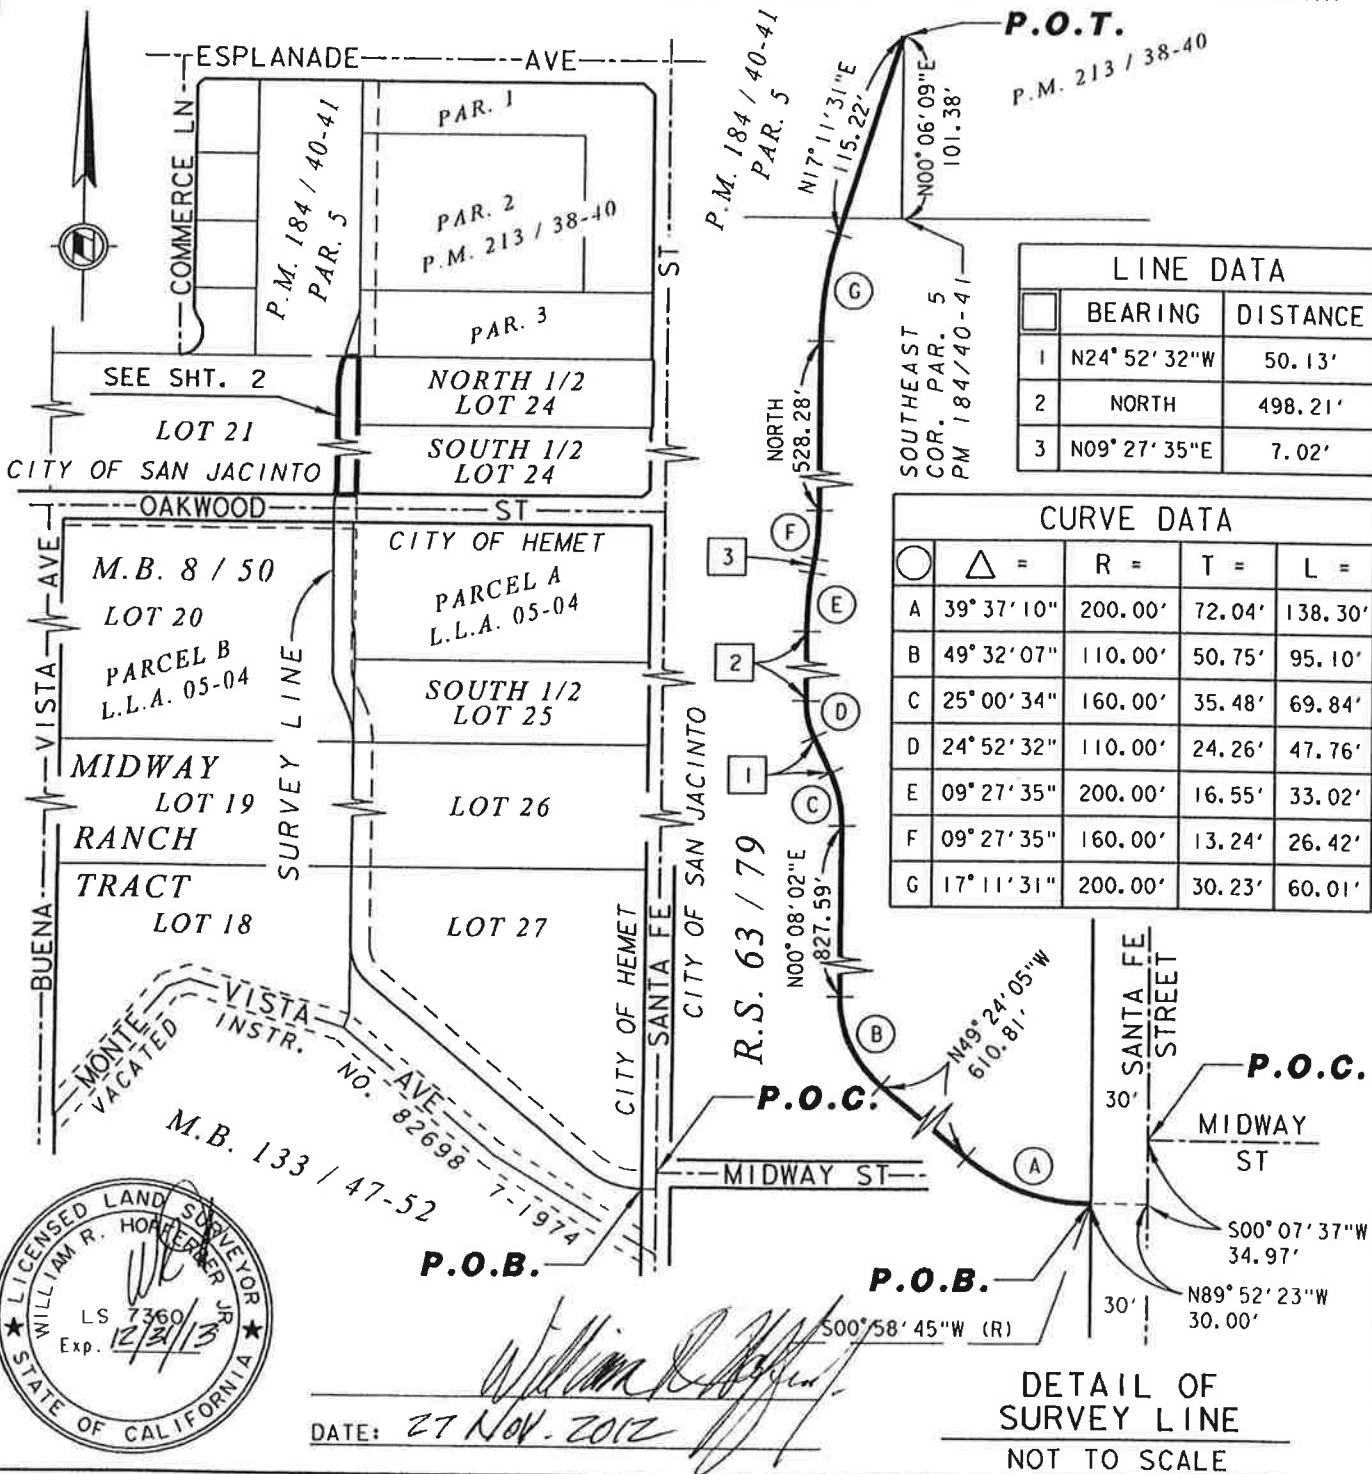 ESPLANADE AVE
COMMERCE LN
P.M. 184 / 40-41
PAR. 5
PAR. 1
PAR. 2
P.M. 213 / 38-40
PAR. 3
ST
SEE SHT. 2
LOT 21
CITY OF SAN JACINTO
NORTH 1/2
LOT 24
SOUTH 1/2
LOT 24
OAKWOOD ST
CITY OF HEMET
M.B. 8 / 50
LOT 20
PARCEL B
L.L.A. 05-04
PARCEL A
L.L.A. 05-04
SOUTH 1/2
LOT 25
BUENA VISTA AVE
SURVEY LINE
MIDWAY
LOT 19
RANCH
TRACT
LOT 18
LOT 26
LOT 27
CITY OF HEMET
SANTA FE
CITY OF SAN JACINTO
R.S. 63 / 79
MONTE VISTA AVE
VACATED INSTR. NO. 82698 7-1974
M.B. 133 / 47-52
P.O.C.
MIDWAY ST
P.O.B.
P.O.T.
P.M. 184 / 40-41
PAR. 5
P.M. 213 / 38-40
N17°11'31"E
115.22'
N00°06'09"E
101.38'
G
SOUTHEAST
COR. PAR. 5
PM 184/40-41
NORTH
528.28'
F
3
E
2
D
1
C
N00°08'02"E
827.59'
B
N49°24'05"W
610.81'
A
SANTA FE
STREET
30'
P.O.C.
MIDWAY
ST
S00°07'37"W
34.97'
N89°52'23"W
30.00'
30'
P.O.B.
S00°58'45"W (R)
LINE DATA
BEARING DISTANCE
1 N24°52'32"W 50.13'
2 NORTH 498.21'
3 N09°27'35"E 7.02'
CURVE DATA
△ = R = T = L =
A 39°37'10" 200.00' 72.04' 138.30'
B 49°32'07" 110.00' 50.75' 95.10'
C 25°00'34" 160.00' 35.48' 69.84'
D 24°52'32" 110.00' 24.26' 47.76'
E 09°27'35" 200.00' 16.55' 33.02'
F 09°27'35" 160.00' 13.24' 26.42'
G 17°11'31" 200.00' 30.23' 60.01'
DETAIL OF
SURVEY LINE
NOT TO SCALE
LICENSED LAND SURVEYOR
WILLIAM R. JR
LS 7360
Exp. 12/31/13
STATE OF CALIFORNIA
William R
DATE: 27 NOV. 2012